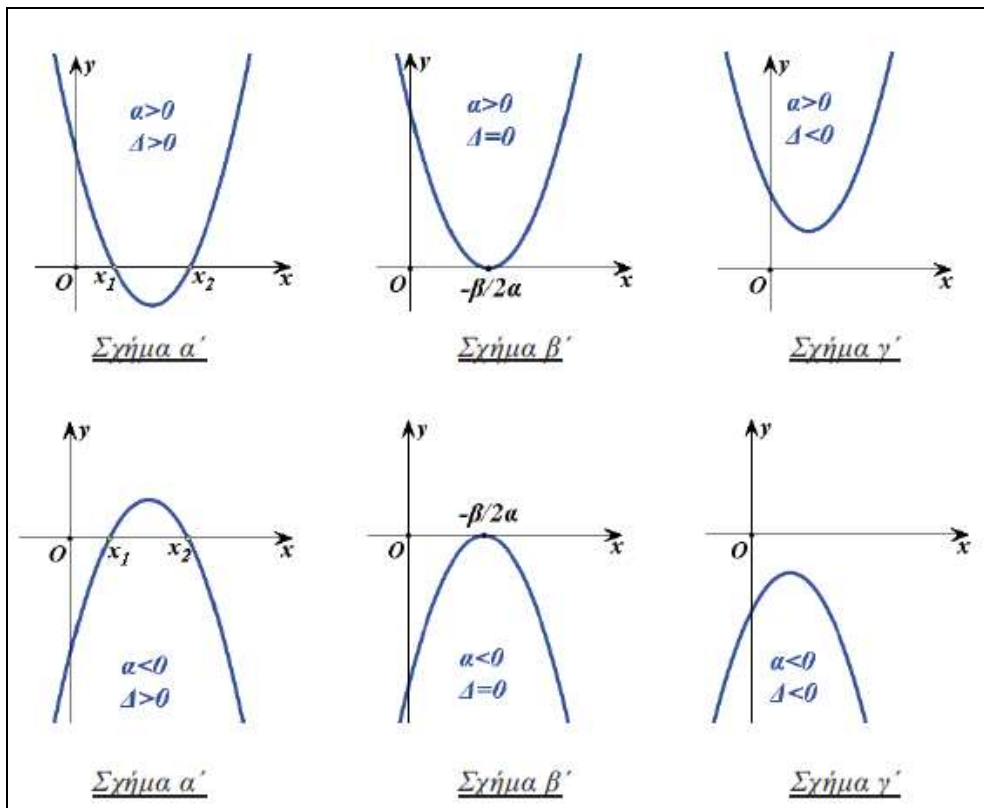 y
α>0
Δ>0
O
x₁
x₂
x
Σχήμα α΄
y
α>0
Δ=0
O
-β/2α
x
Σχήμα β΄
y
α>0
Δ<0
O
x
Σχήμα γ΄
y
O
x₁
x₂
x
α<0
Δ>0
Σχήμα α΄
y
-β/2α
O
x
α<0
Δ=0
Σχήμα β΄
y
O
x
α<0
Δ<0
Σχήμα γ΄